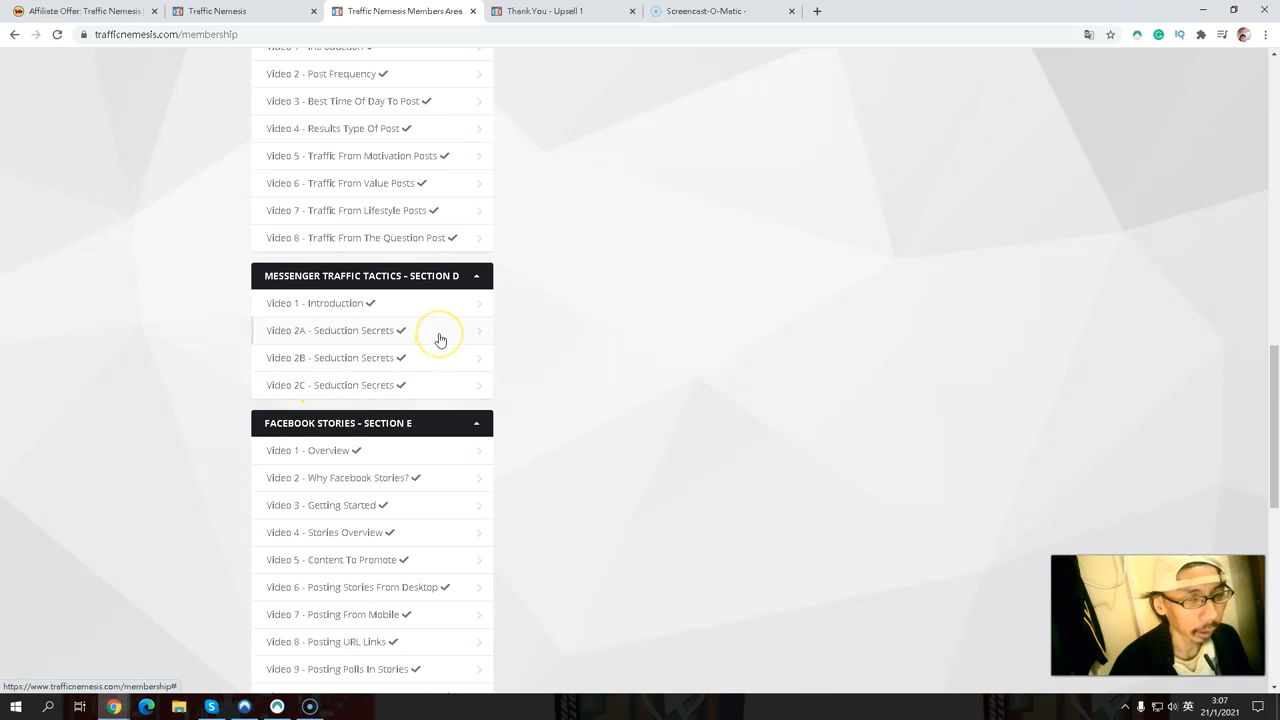 Affiliate Offer: Traffic Nemesis
Traffic Nemesis
Traffic Nemesis Members Area
Thank You - Upsell 1
Screencast-O-Matic -
trafficnemesis.com/membership
Video 1 - Introduction
Video 2 - Post Frequency
Video 3 - Best Time Of Day To Post
Video 4 - Results Type Of Post
Video 5 - Traffic From Motivation Posts
Video 6 - Traffic From Value Posts
Video 7 - Traffic From Lifestyle Posts
Video 8 - Traffic From The Question Post
MESSENGER TRAFFIC TACTICS – SECTION D
Video 1 - Introduction
Video 2A - Seduction Secrets
Video 2B - Seduction Secrets
Video 2C - Seduction Secrets
FACEBOOK STORIES – SECTION E
Video 1 - Overview
Video 2 - Why Facebook Stories?
Video 3 - Getting Started
Video 4 - Stories Overview
Video 5 - Content To Promote
Video 6 - Posting Stories From Desktop
Video 7 - Posting From Mobile
Video 8 - Posting URL Links
Video 9 - Posting Polls In Stories
https://www.trafficnemesis.com/membership#
英
3:07
21/1/2021